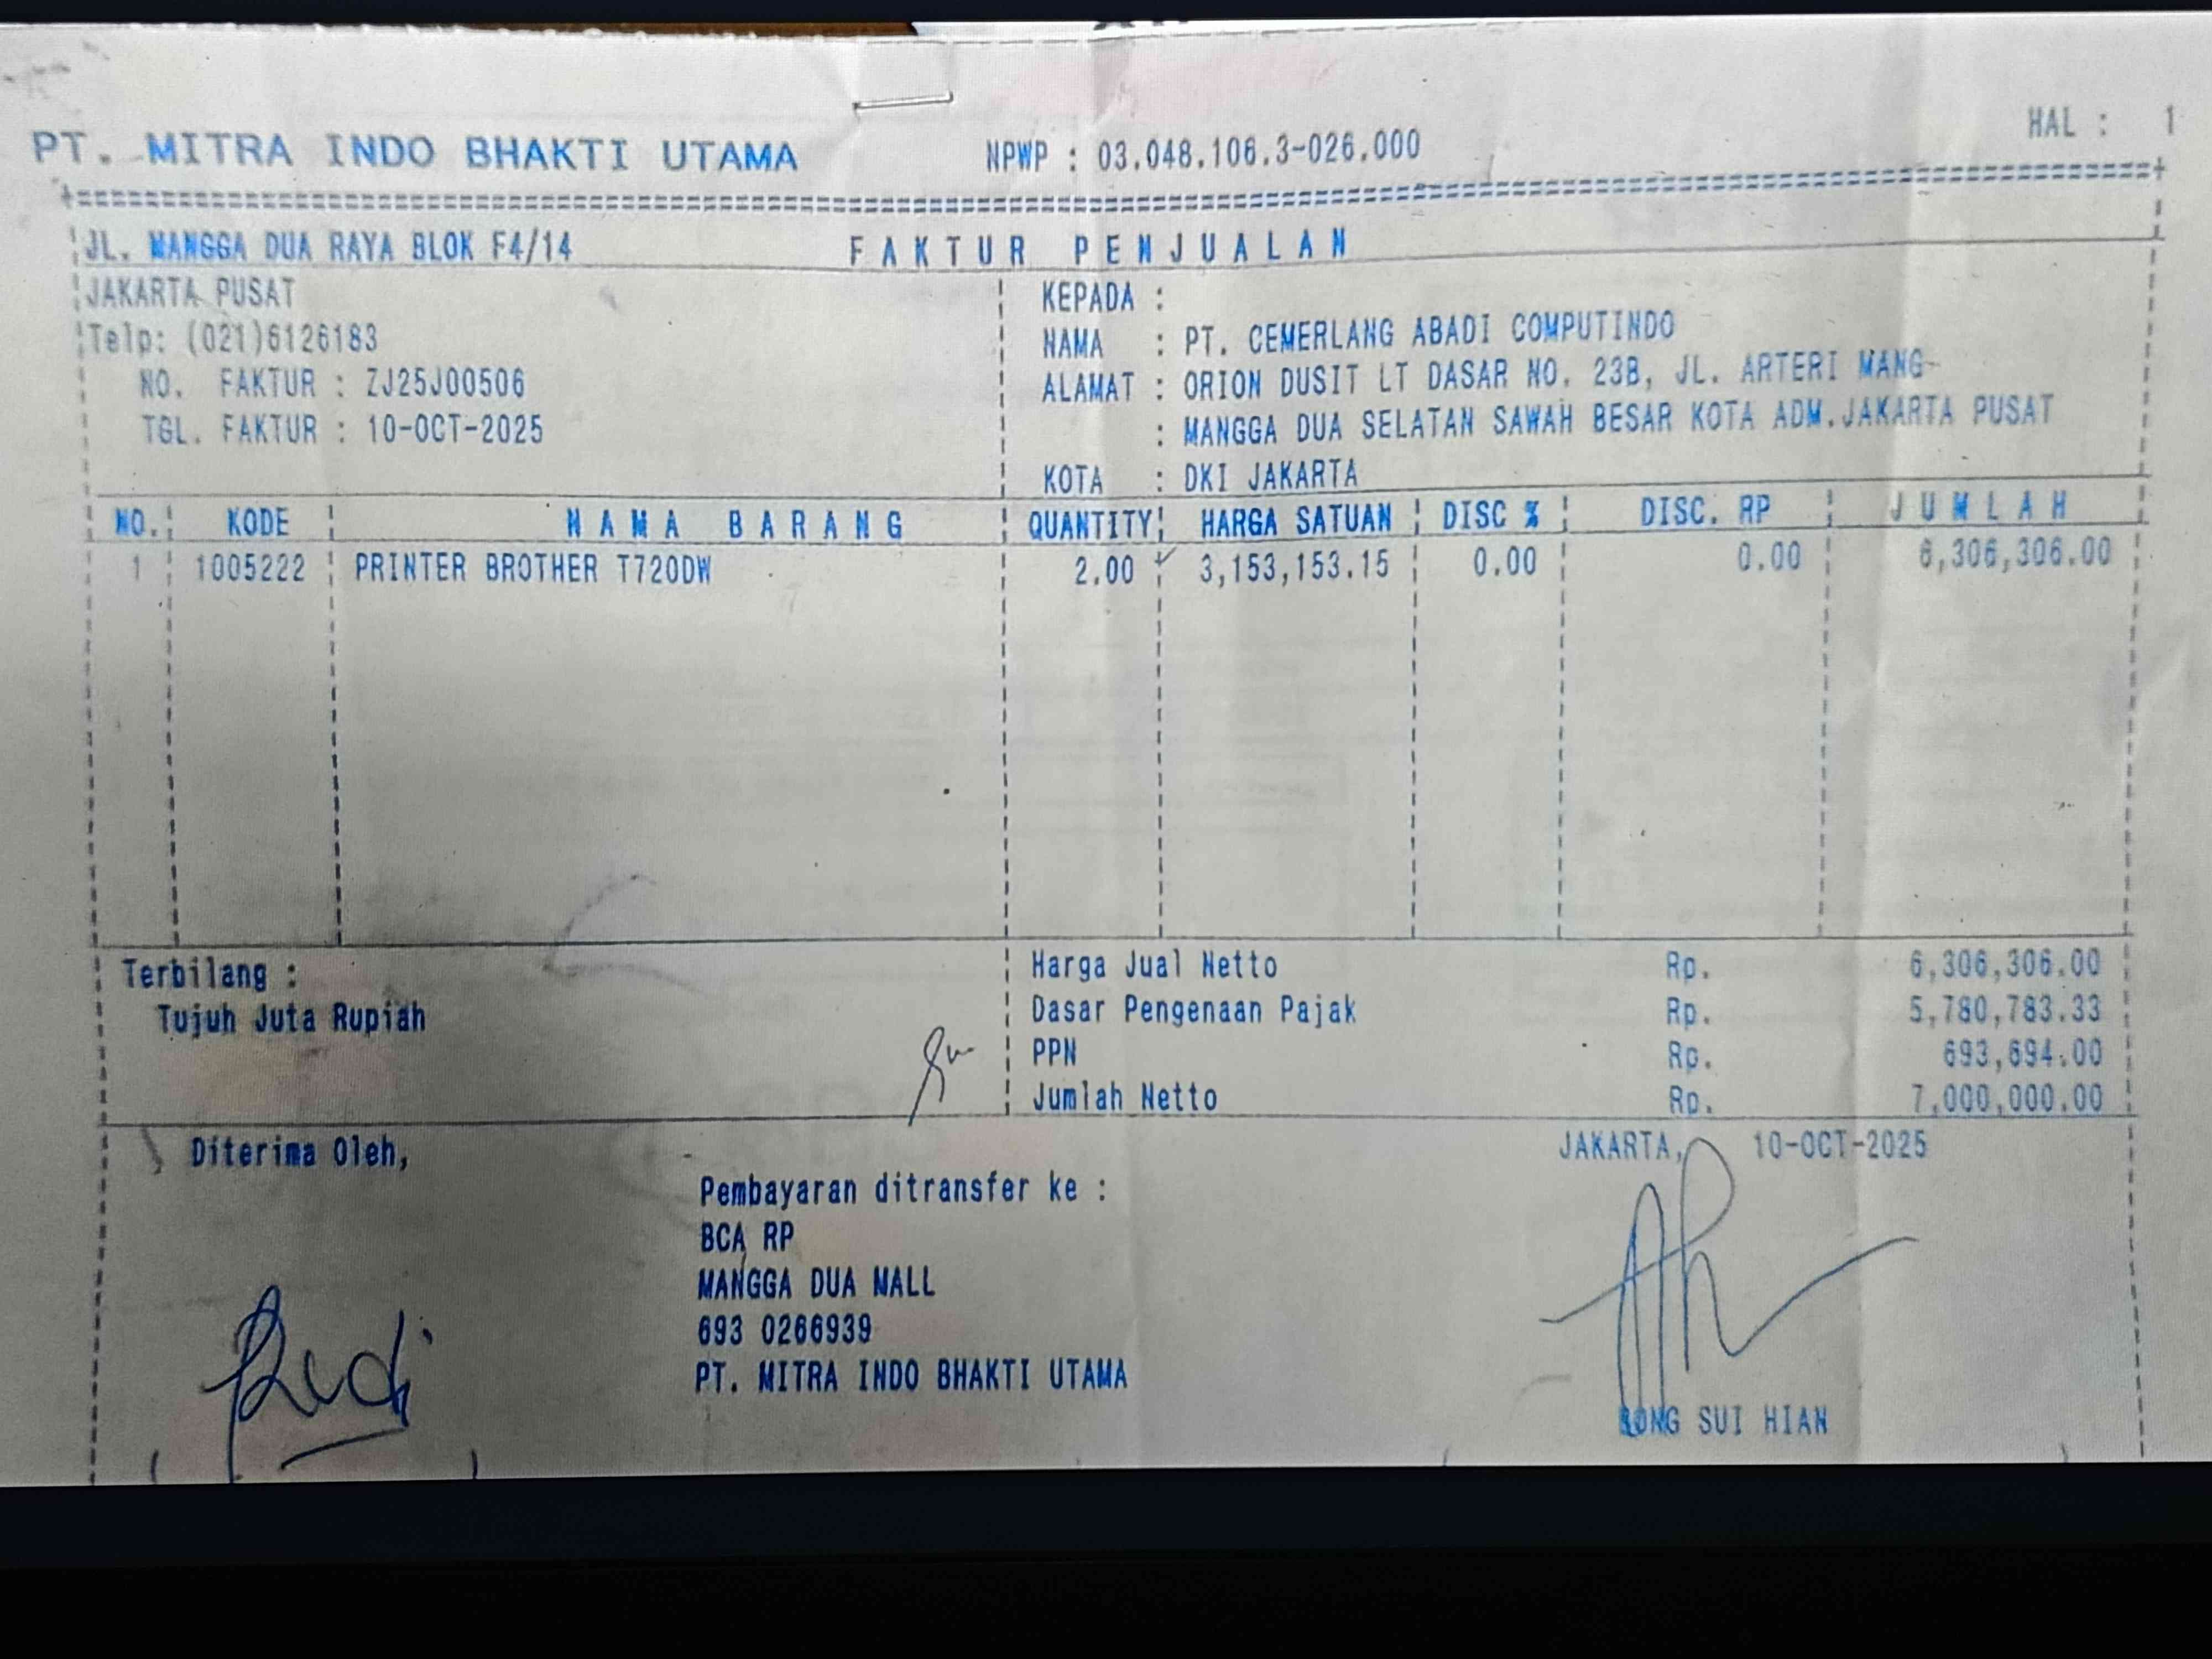 HAL : 1
PT. MITRA INDO BHAKTI UTAMA NPWP : 03.048.106.3-026.000
JL. MANGGA DUA RAYA BLOK F4/14 FAKTUR PENJUALAN
JAKARTA PUSAT
Telp: (021)6126183
NO. FAKTUR : ZJ25J00506
TGL. FAKTUR : 10-OCT-2025
KEPADA :
NAMA : PT. CEMERLANG ABADI COMPUTINDO
ALAMAT : ORION DUSIT LT DASAR NO. 23B, JL. ARTERI MANG-
: MANGGA DUA SELATAN SAWAH BESAR KOTA ADM.JAKARTA PUSAT
KOTA : DKI JAKARTA
NO. KODE NAMA BARANG QUANTITY HARGA SATUAN DISC % DISC. RP JUMLAH
1 1005222 PRINTER BROTHER T720DW 2.00 3,153,153.15 0.00 0.00 6,306,306.00
Terbilang :
Tujuh Juta Rupiah
Harga Jual Netto Rp. 6,306,306.00
Dasar Pengenaan Pajak Rp. 5,780,783.33
PPN Rp. 693,694.00
Jumlah Netto Rp. 7,000,000.00
Diterima Oleh,
Pembayaran ditransfer ke :
BCA RP
MANGGA DUA MALL
693 0266939
PT. MITRA INDO BHAKTI UTAMA
JAKARTA, 10-OCT-2025
BONG SUI HIAN